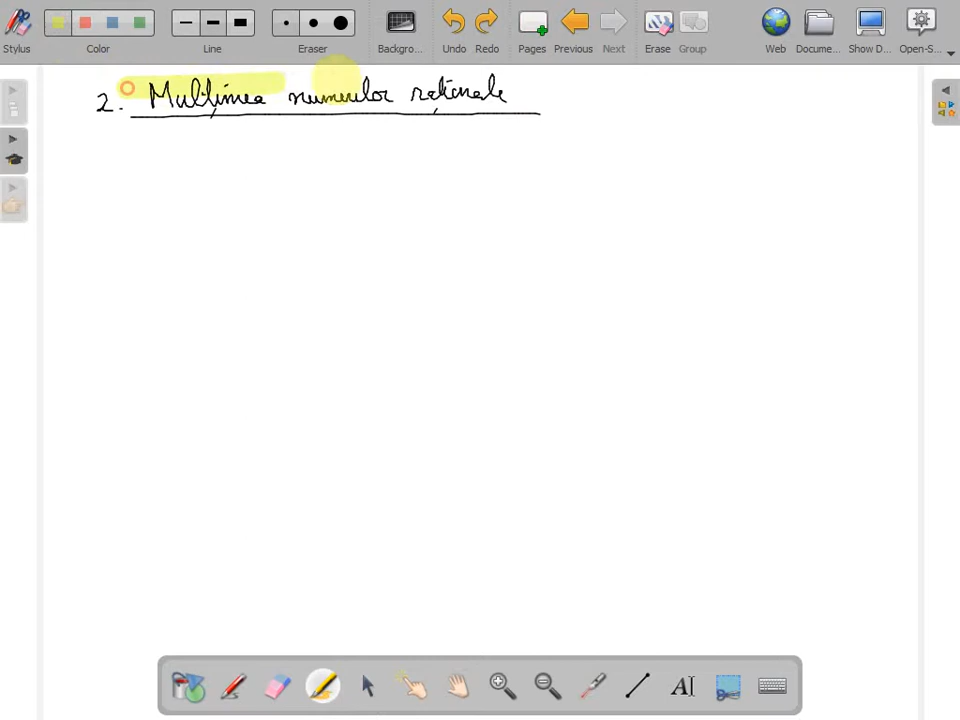 Stylus Color Line Eraser Backgro... Undo Redo Pages Previous Next Erase Group Web Docume... Show D... Open-S...
2. Mulțimea numerelor raționale